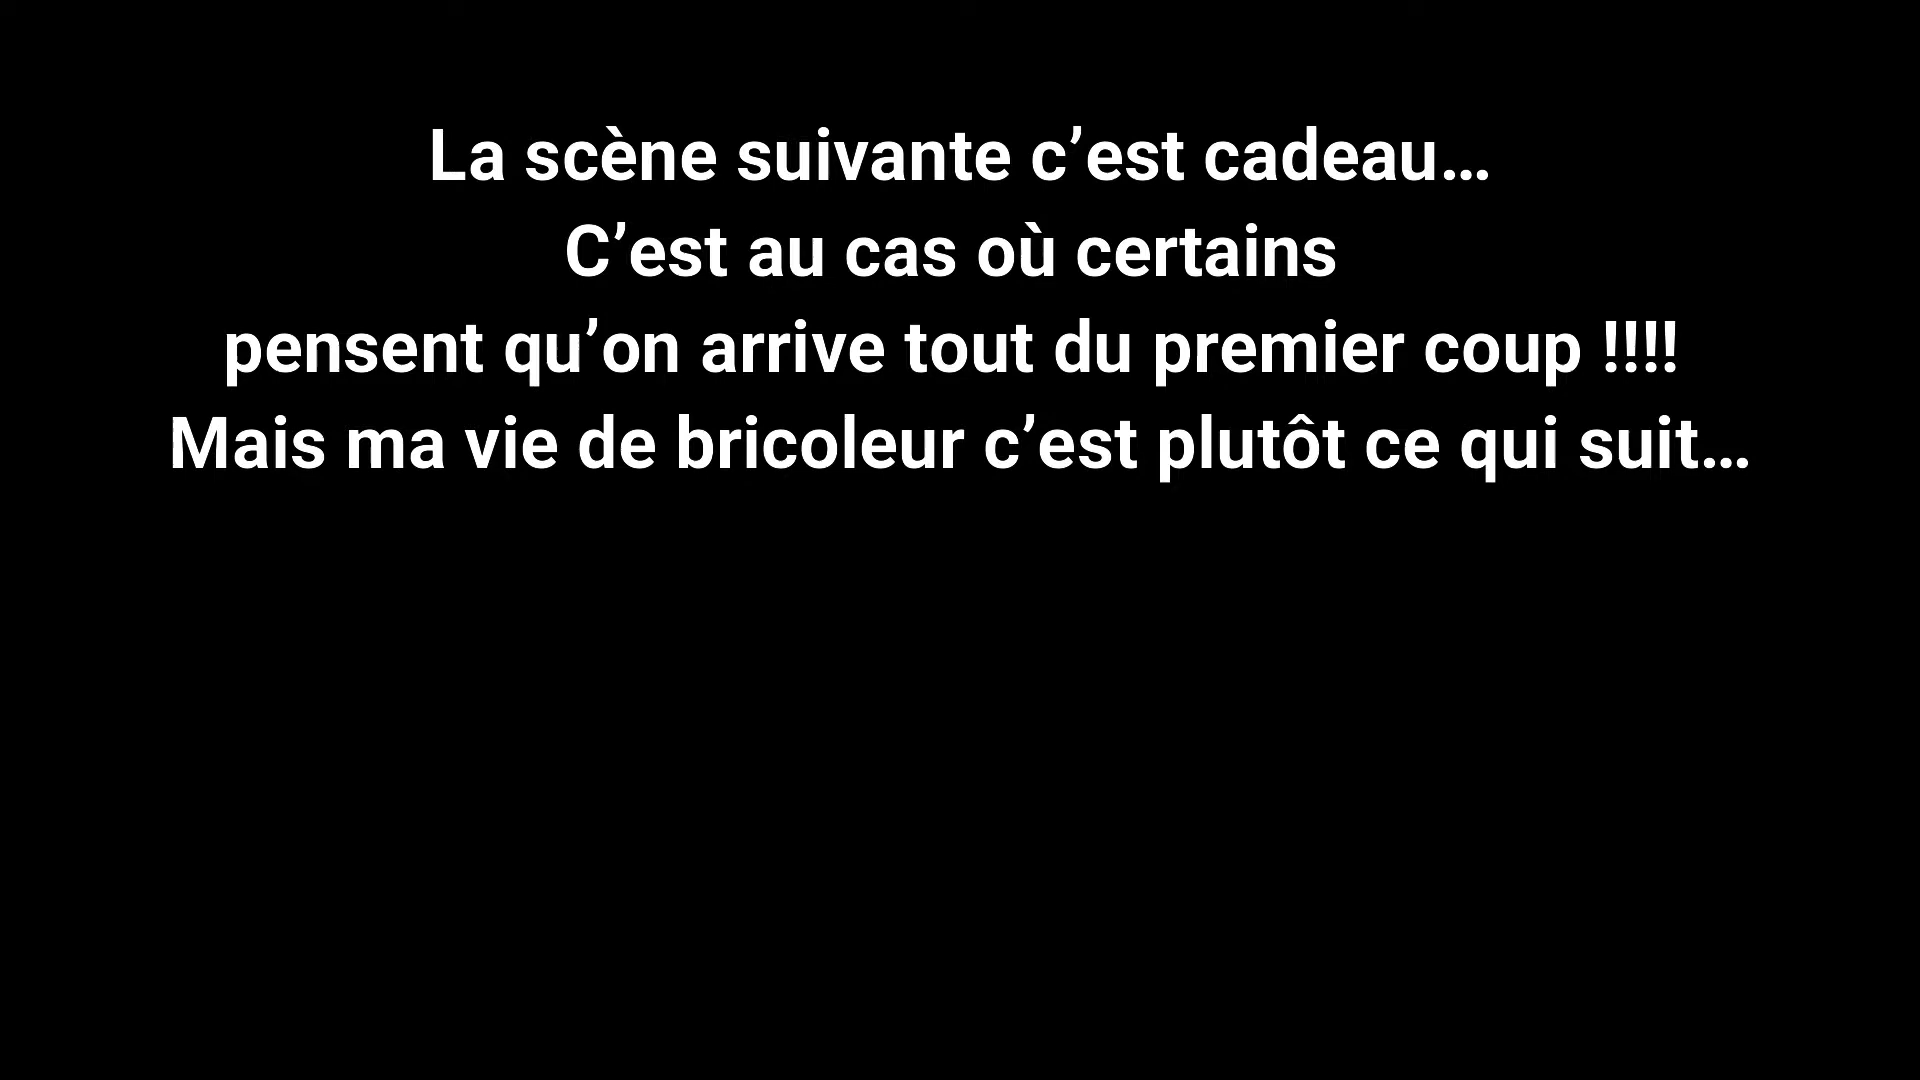 La scène suivante c’est cadeau…
C’est au cas où certains
pensent qu’on arrive tout du premier coup !!!!
Mais ma vie de bricoleur c’est plutôt ce qui suit…